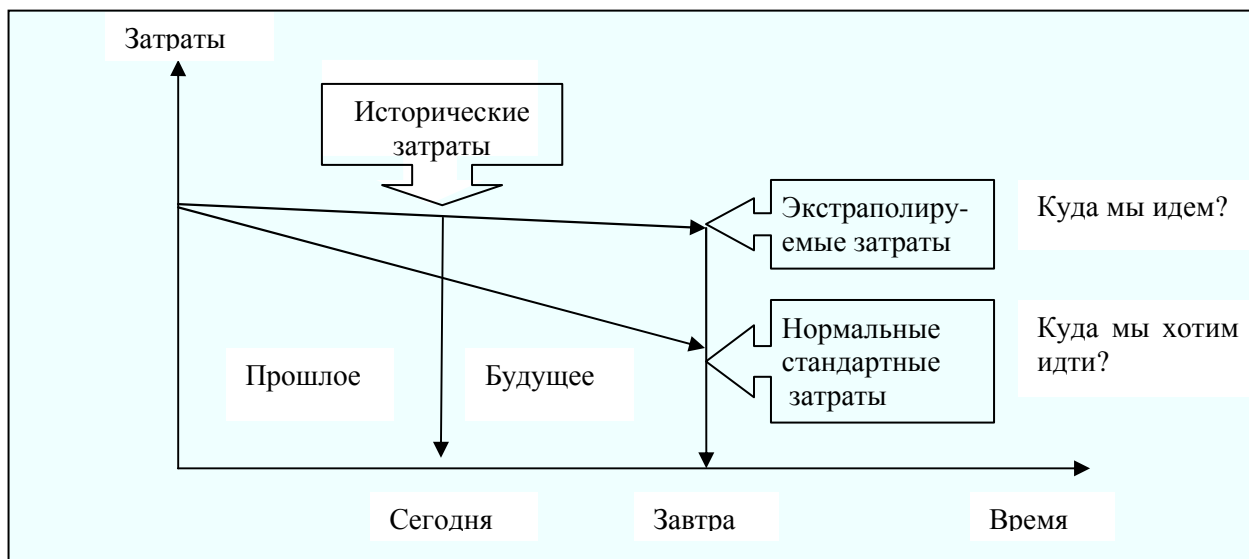 Затраты
Исторические
затраты
Экстраполируе-
емые затраты
Куда мы идем?
Нормальные
стандартные
затраты
Куда мы хотим
идти?
Прошлое
Будущее
Сегодня
Завтра
Время